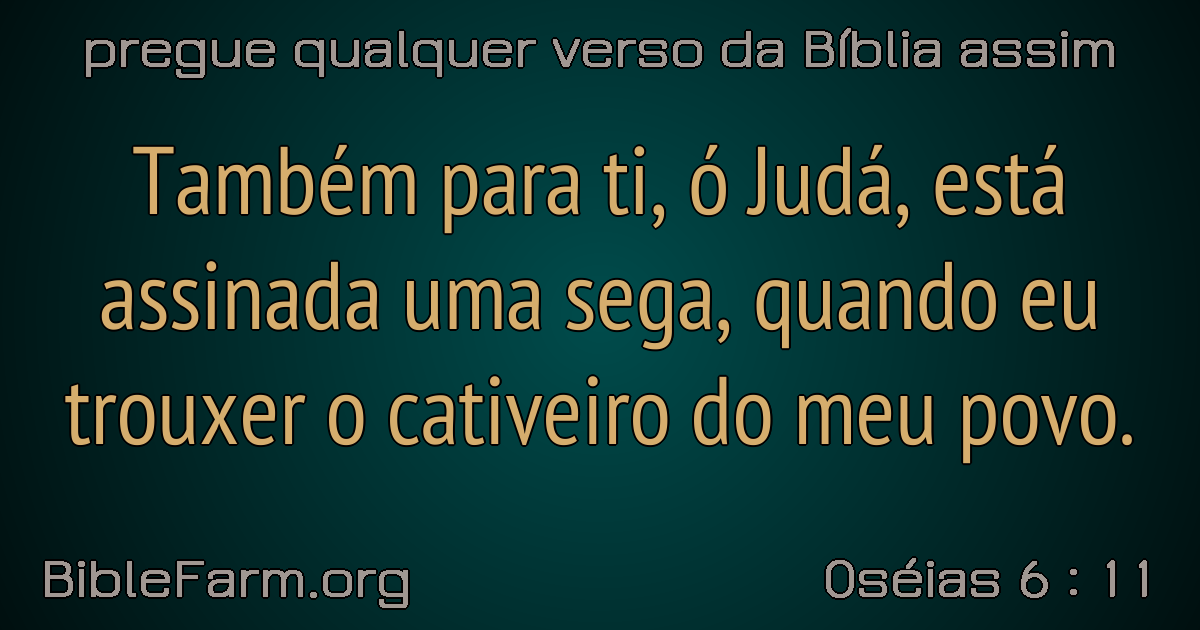 pregue qualquer verso da Bíblia assim
Também para ti, ó Judá, está
assinada uma sega, quando eu
trouxer o cativeiro do meu povo.
BibleFarm.org
Oséias 6 : 11